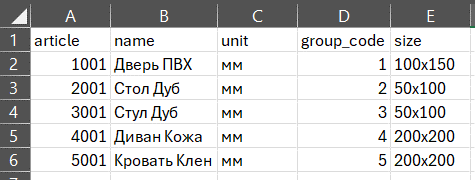 A B C D E
1 article name unit group_code size
2 1001 Дверь ПВХ мм 1 100x150
3 2001 Стол Дуб мм 2 50x100
4 3001 Стул Дуб мм 3 50x100
5 4001 Диван Кожа мм 4 200x200
6 5001 Кровать Клен мм 5 200x200